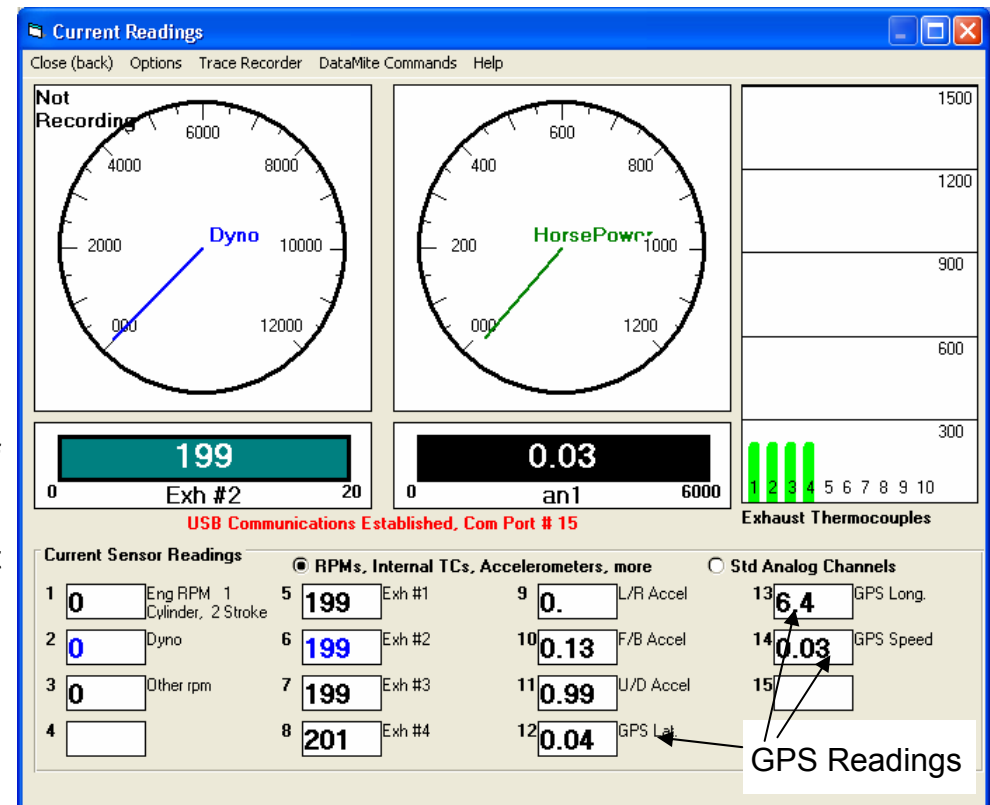 Current Readings
Close (back) Options Trace Recorder DataMite Commands Help
Not
Recording
000 2000 4000 6000 8000 10000 12000
Dyno
000 200 400 600 800 1000 1200
HorsePower
1500
1200
900
600
300
1 2 3 4 5 6 7 8 9 10
Exhaust Thermocouples
199
0 Exh #2 20
0.03
0 an1 6000
USB Communications Established, Com Port # 15
Current Sensor Readings
RPMs, Internal TCs, Accelerometers, more
Std Analog Channels
1 0 Eng RPM 1
Cylinder, 2 Stroke
2 0 Dyno
3 0 Other rpm
4
5 199 Exh #1
6 199 Exh #2
7 199 Exh #3
8 201 Exh #4
9 0. L/R Accel
10 0.13 F/B Accel
11 0.99 U/D Accel
12 0.04 GPS Lat.
13 6.4 GPS Long.
14 0.03 GPS Speed
15
GPS Readings